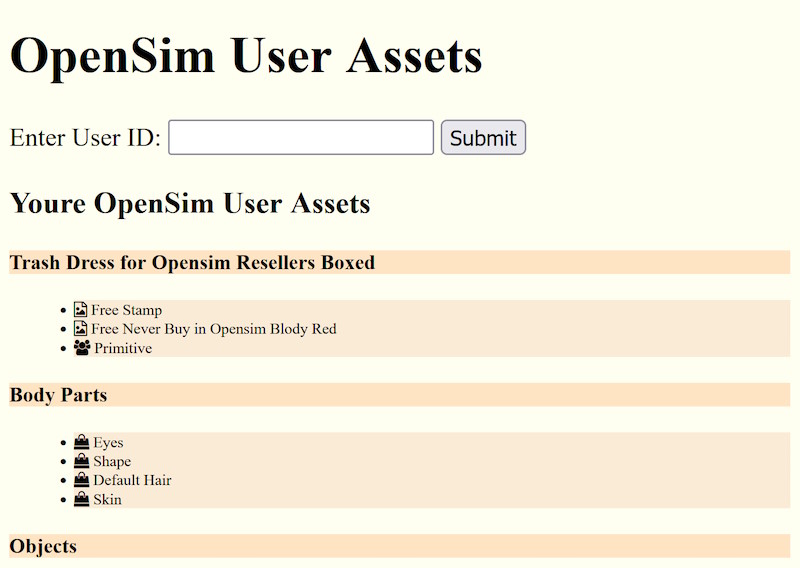 OpenSim User Assets
Enter User ID: Submit
Youre OpenSim User Assets
Trash Dress for Opensim Resellers Boxed
Free Stamp
Free Never Buy in Opensim Blody Red
Primitive
Body Parts
Eyes
Shape
Default Hair
Skin
Objects